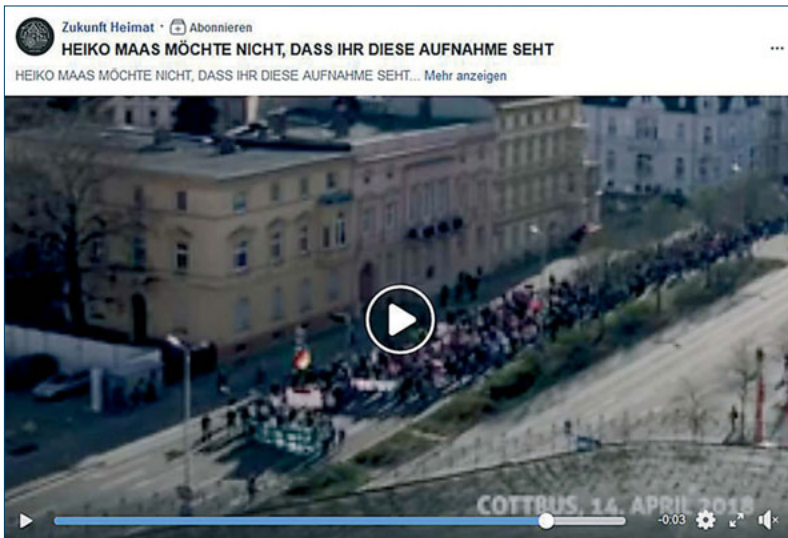 Zukunft Heimat · Abonnieren
HEIKO MAAS MÖCHTE NICHT, DASS IHR DIESE AUFNAHME SEHT
HEIKO MAAS MÖCHTE NICHT, DASS IHR DIESE AUFNAHME SEHT... Mehr anzeigen
COTTBUS, 14. APRIL 2018
-0:03